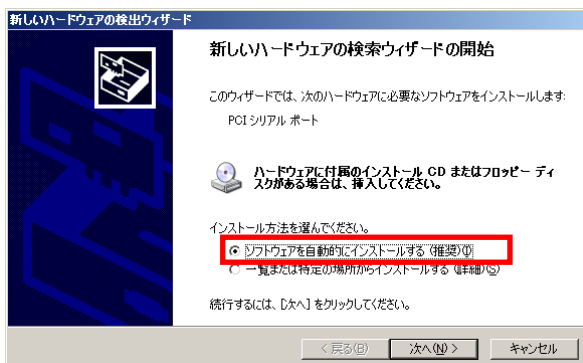 新しいハードウェアの検出ウィザード
新しいハードウェアの検索ウィザードの開始
このウィザードでは、次のハードウェアに必要なソフトウェアをインストールします:
PCI シリアル ポート
ハードウェアに付属のインストール CD またはフロッピー ディ
スクがある場合は、挿入してください。
インストール方法を選んでください。
ソフトウェアを自動的にインストールする (推奨)(I)
一覧または特定の場所からインストールする (詳細)(S)
続行するには、[次へ] をクリックしてください。
< 戻る(B)
次へ(N) >
キャンセル